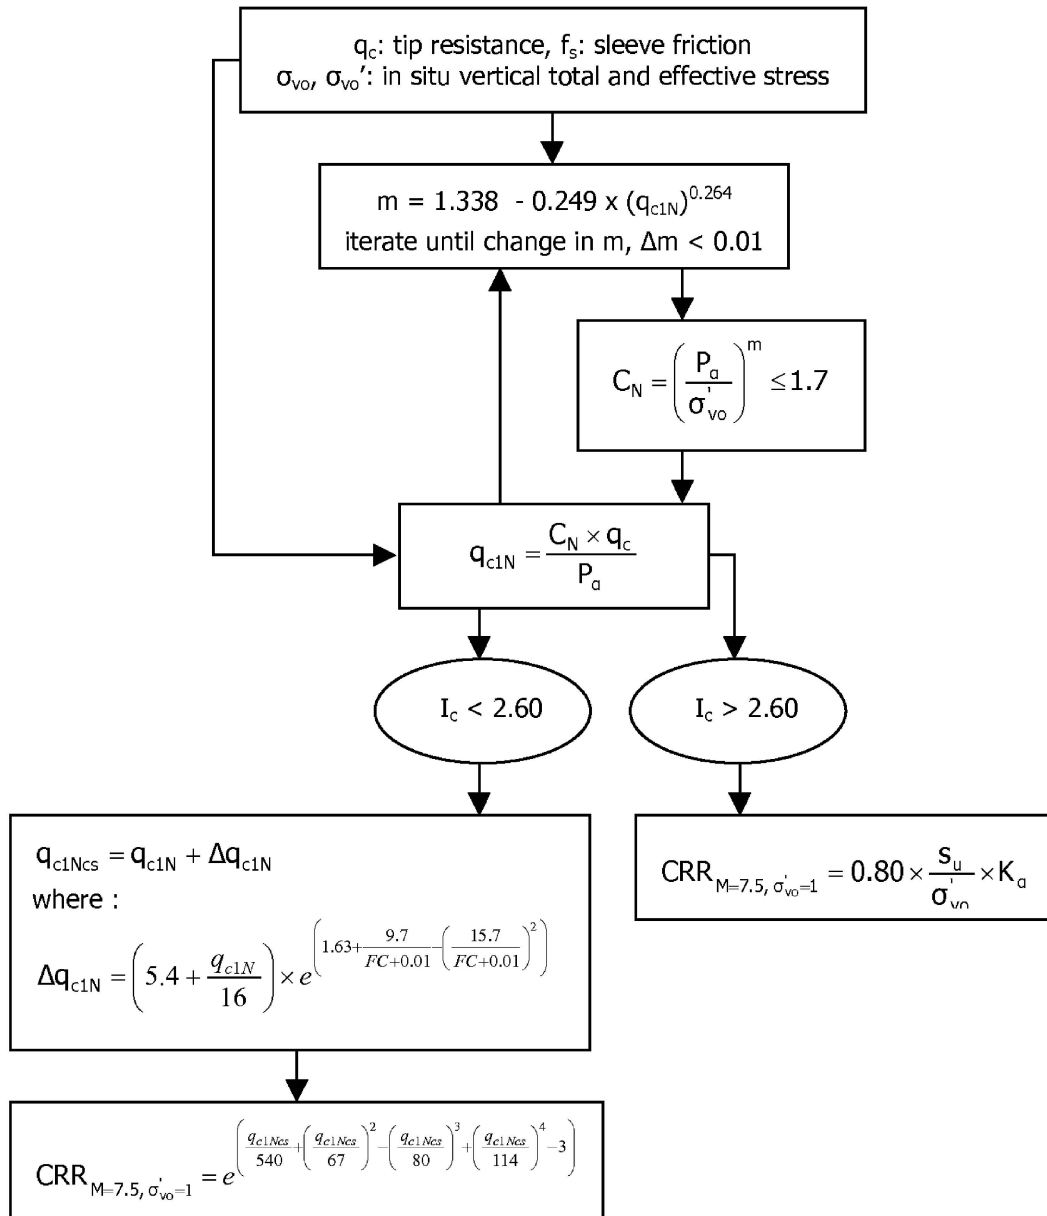 q_c: tip resistance, f_s: sleeve friction
σ_vo, σ_vo': in situ vertical total and effective stress
m = 1.338 - 0.249 x (q_c1N)^0.264
iterate until change in m, Δm < 0.01
C_N = (P_a / σ'_vo)^m ≤ 1.7
q_c1N = (C_N × q_c) / P_a
I_c < 2.60
I_c > 2.60
q_c1Ncs = q_c1N + Δq_c1N
where :
Δq_c1N = (5.4 + q_c1N / 16) × e^(1.63 + 9.7 / (FC+0.01) - (15.7 / (FC+0.01))^2)
CRR_M=7.5, σ'_vo=1 = 0.80 × s_u / σ'_vo × K_α
CRR_M=7.5, σ'_vo=1 = e^(q_c1Ncs / 540 + (q_c1Ncs / 67)^2 - (q_c1Ncs / 80)^3 + (q_c1Ncs / 114)^4 - 3)